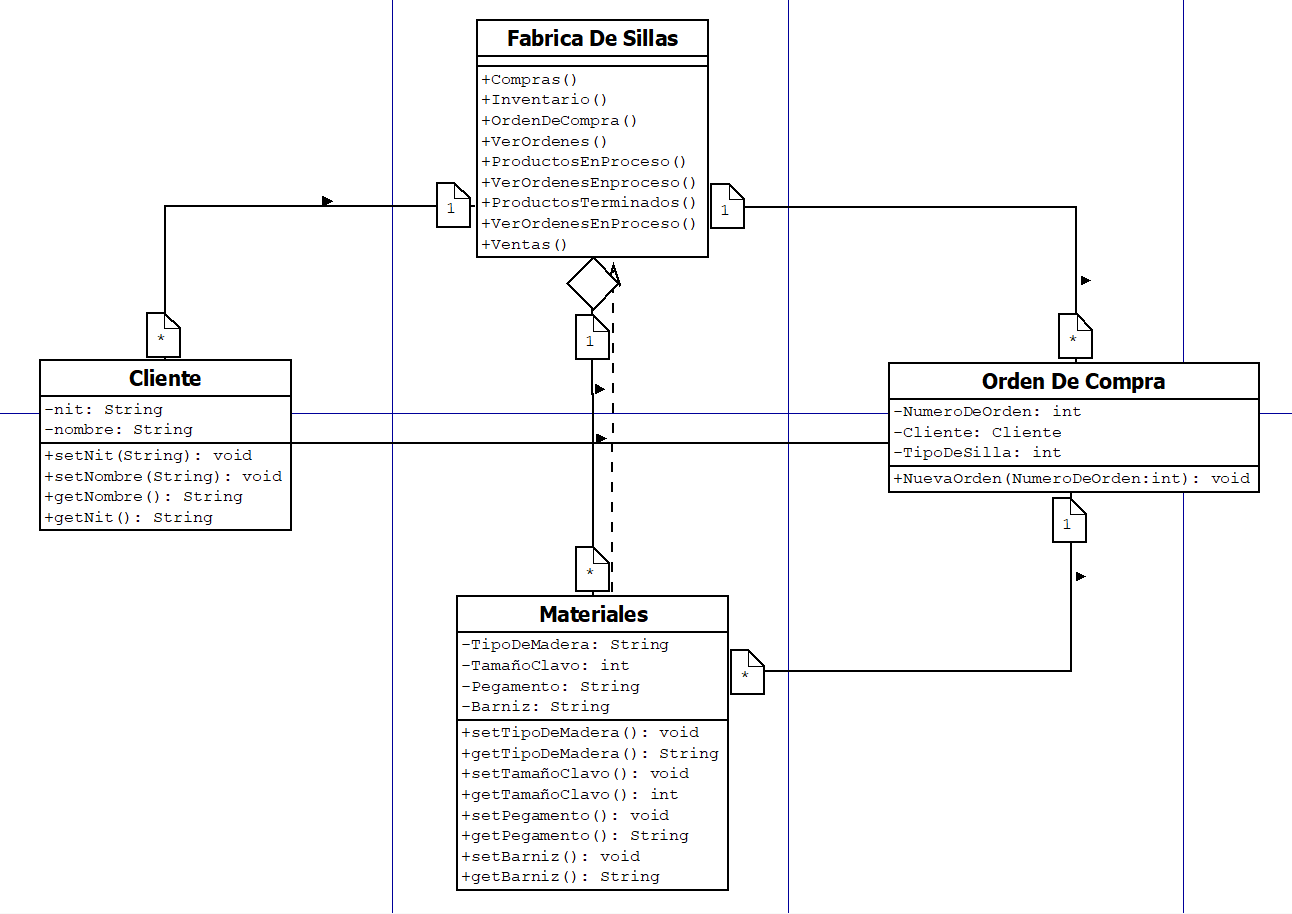 Fabrica De Sillas
+Compras()
+Inventario()
+OrdenDeCompra()
+VerOrdenes()
+ProductosEnProceso()
+VerOrdenesEnproceso()
+ProductosTerminados()
+VerOrdenesEnProceso()
+Ventas()
1
1
*
1
*
Cliente
-nit: String
-nombre: String
+setNit(String): void
+setNombre(String): void
+getNombre(): String
+getNit(): String
Orden De Compra
-NumeroDeOrden: int
-Cliente: Cliente
-TipoDeSilla: int
+NuevaOrden(NumeroDeOrden:int): void
1
*
Materiales
-TipoDeMadera: String
-TamañoClavo: int
-Pegamento: String
-Barniz: String
+setTipoDeMadera(): void
+getTipoDeMadera(): String
+setTamañoClavo(): void
+getTamañoClavo(): int
+setPegamento(): void
+getPegamento(): String
+setBarniz(): void
+getBarniz(): String
*